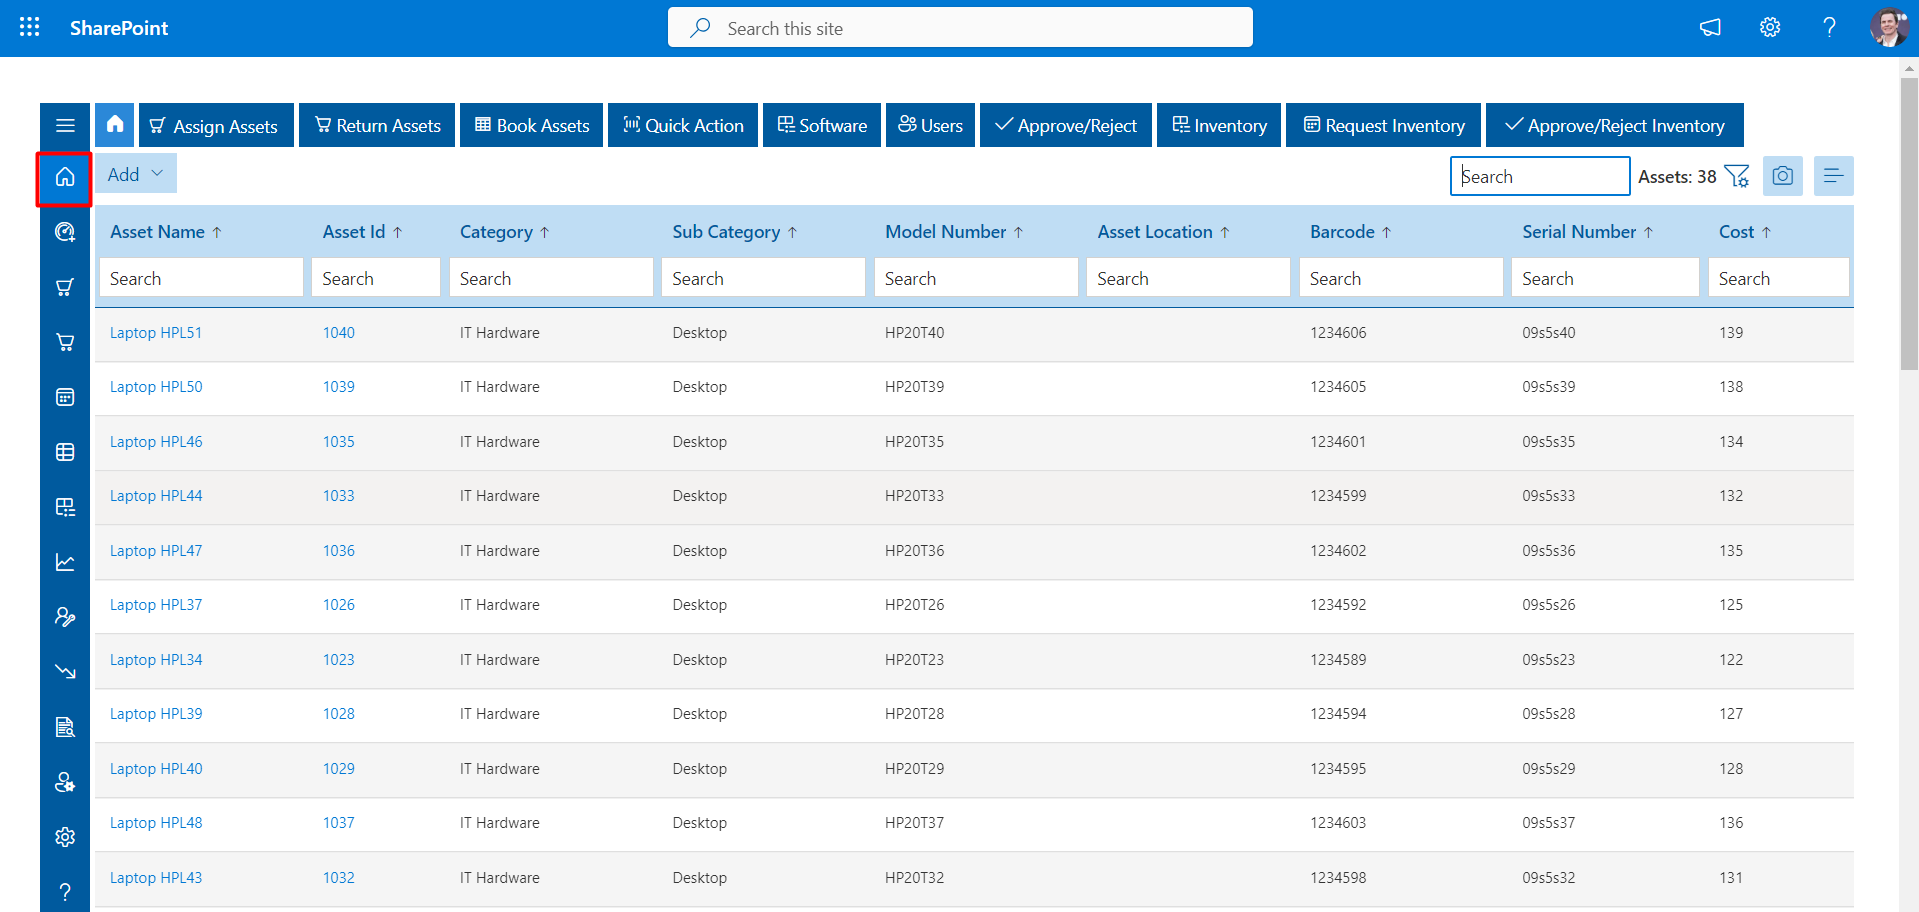 SharePoint
Search this site
?
Assign Assets
Return Assets
Book Assets
Quick Action
Software
Users
Approve/Reject
Inventory
Request Inventory
Approve/Reject Inventory
Add
Search
Assets: 38
Asset Name ↑ Asset Id ↑ Category ↑ Sub Category ↑ Model Number ↑ Asset Location ↑ Barcode ↑ Serial Number ↑ Cost ↑
Search Search Search Search Search Search Search Search Search
Laptop HPL51 1040 IT Hardware Desktop HP20T40 1234606 09s5s40 139
Laptop HPL50 1039 IT Hardware Desktop HP20T39 1234605 09s5s39 138
Laptop HPL46 1035 IT Hardware Desktop HP20T35 1234601 09s5s35 134
Laptop HPL44 1033 IT Hardware Desktop HP20T33 1234599 09s5s33 132
Laptop HPL47 1036 IT Hardware Desktop HP20T36 1234602 09s5s36 135
Laptop HPL37 1026 IT Hardware Desktop HP20T26 1234592 09s5s26 125
Laptop HPL34 1023 IT Hardware Desktop HP20T23 1234589 09s5s23 122
Laptop HPL39 1028 IT Hardware Desktop HP20T28 1234594 09s5s28 127
Laptop HPL40 1029 IT Hardware Desktop HP20T29 1234595 09s5s29 128
Laptop HPL48 1037 IT Hardware Desktop HP20T37 1234603 09s5s37 136
Laptop HPL43 1032 IT Hardware Desktop HP20T32 1234598 09s5s32 131
?